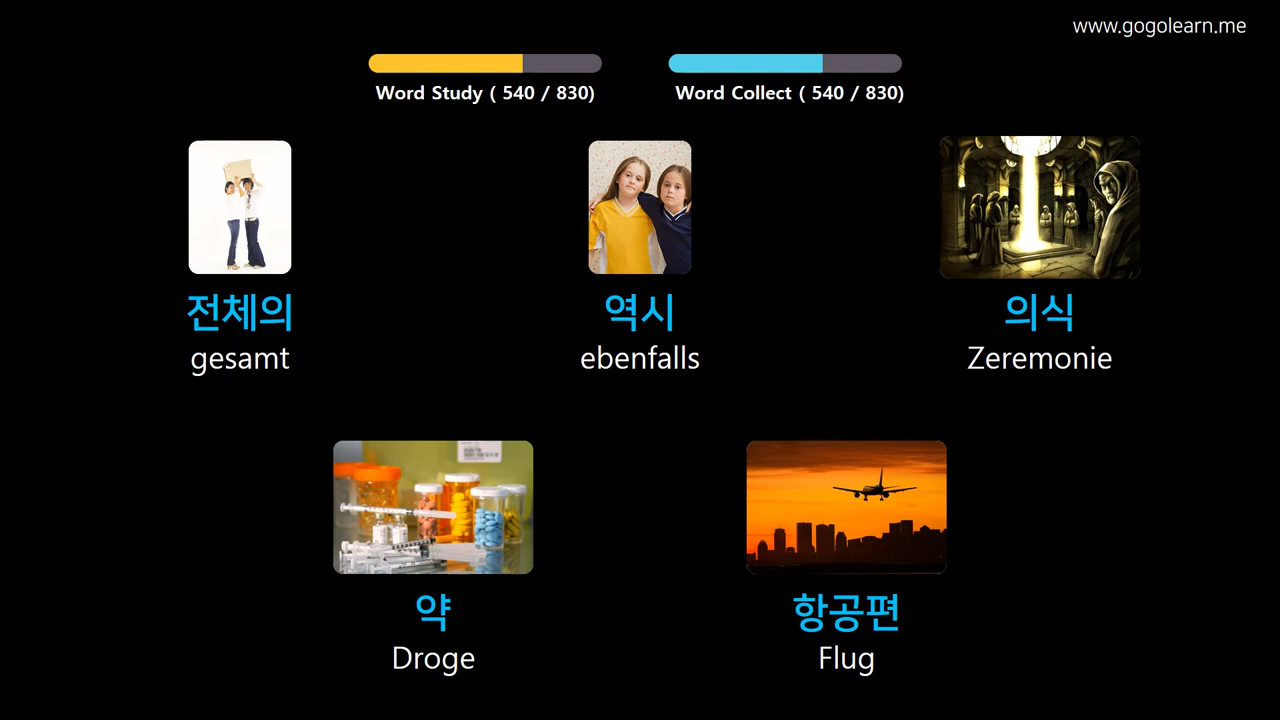 www.gogolearn.me
Word Study ( 540 / 830)
Word Collect ( 540 / 830)
전체의
gesamt
역시
ebenfalls
의식
Zeremonie
약
Droge
항공편
Flug